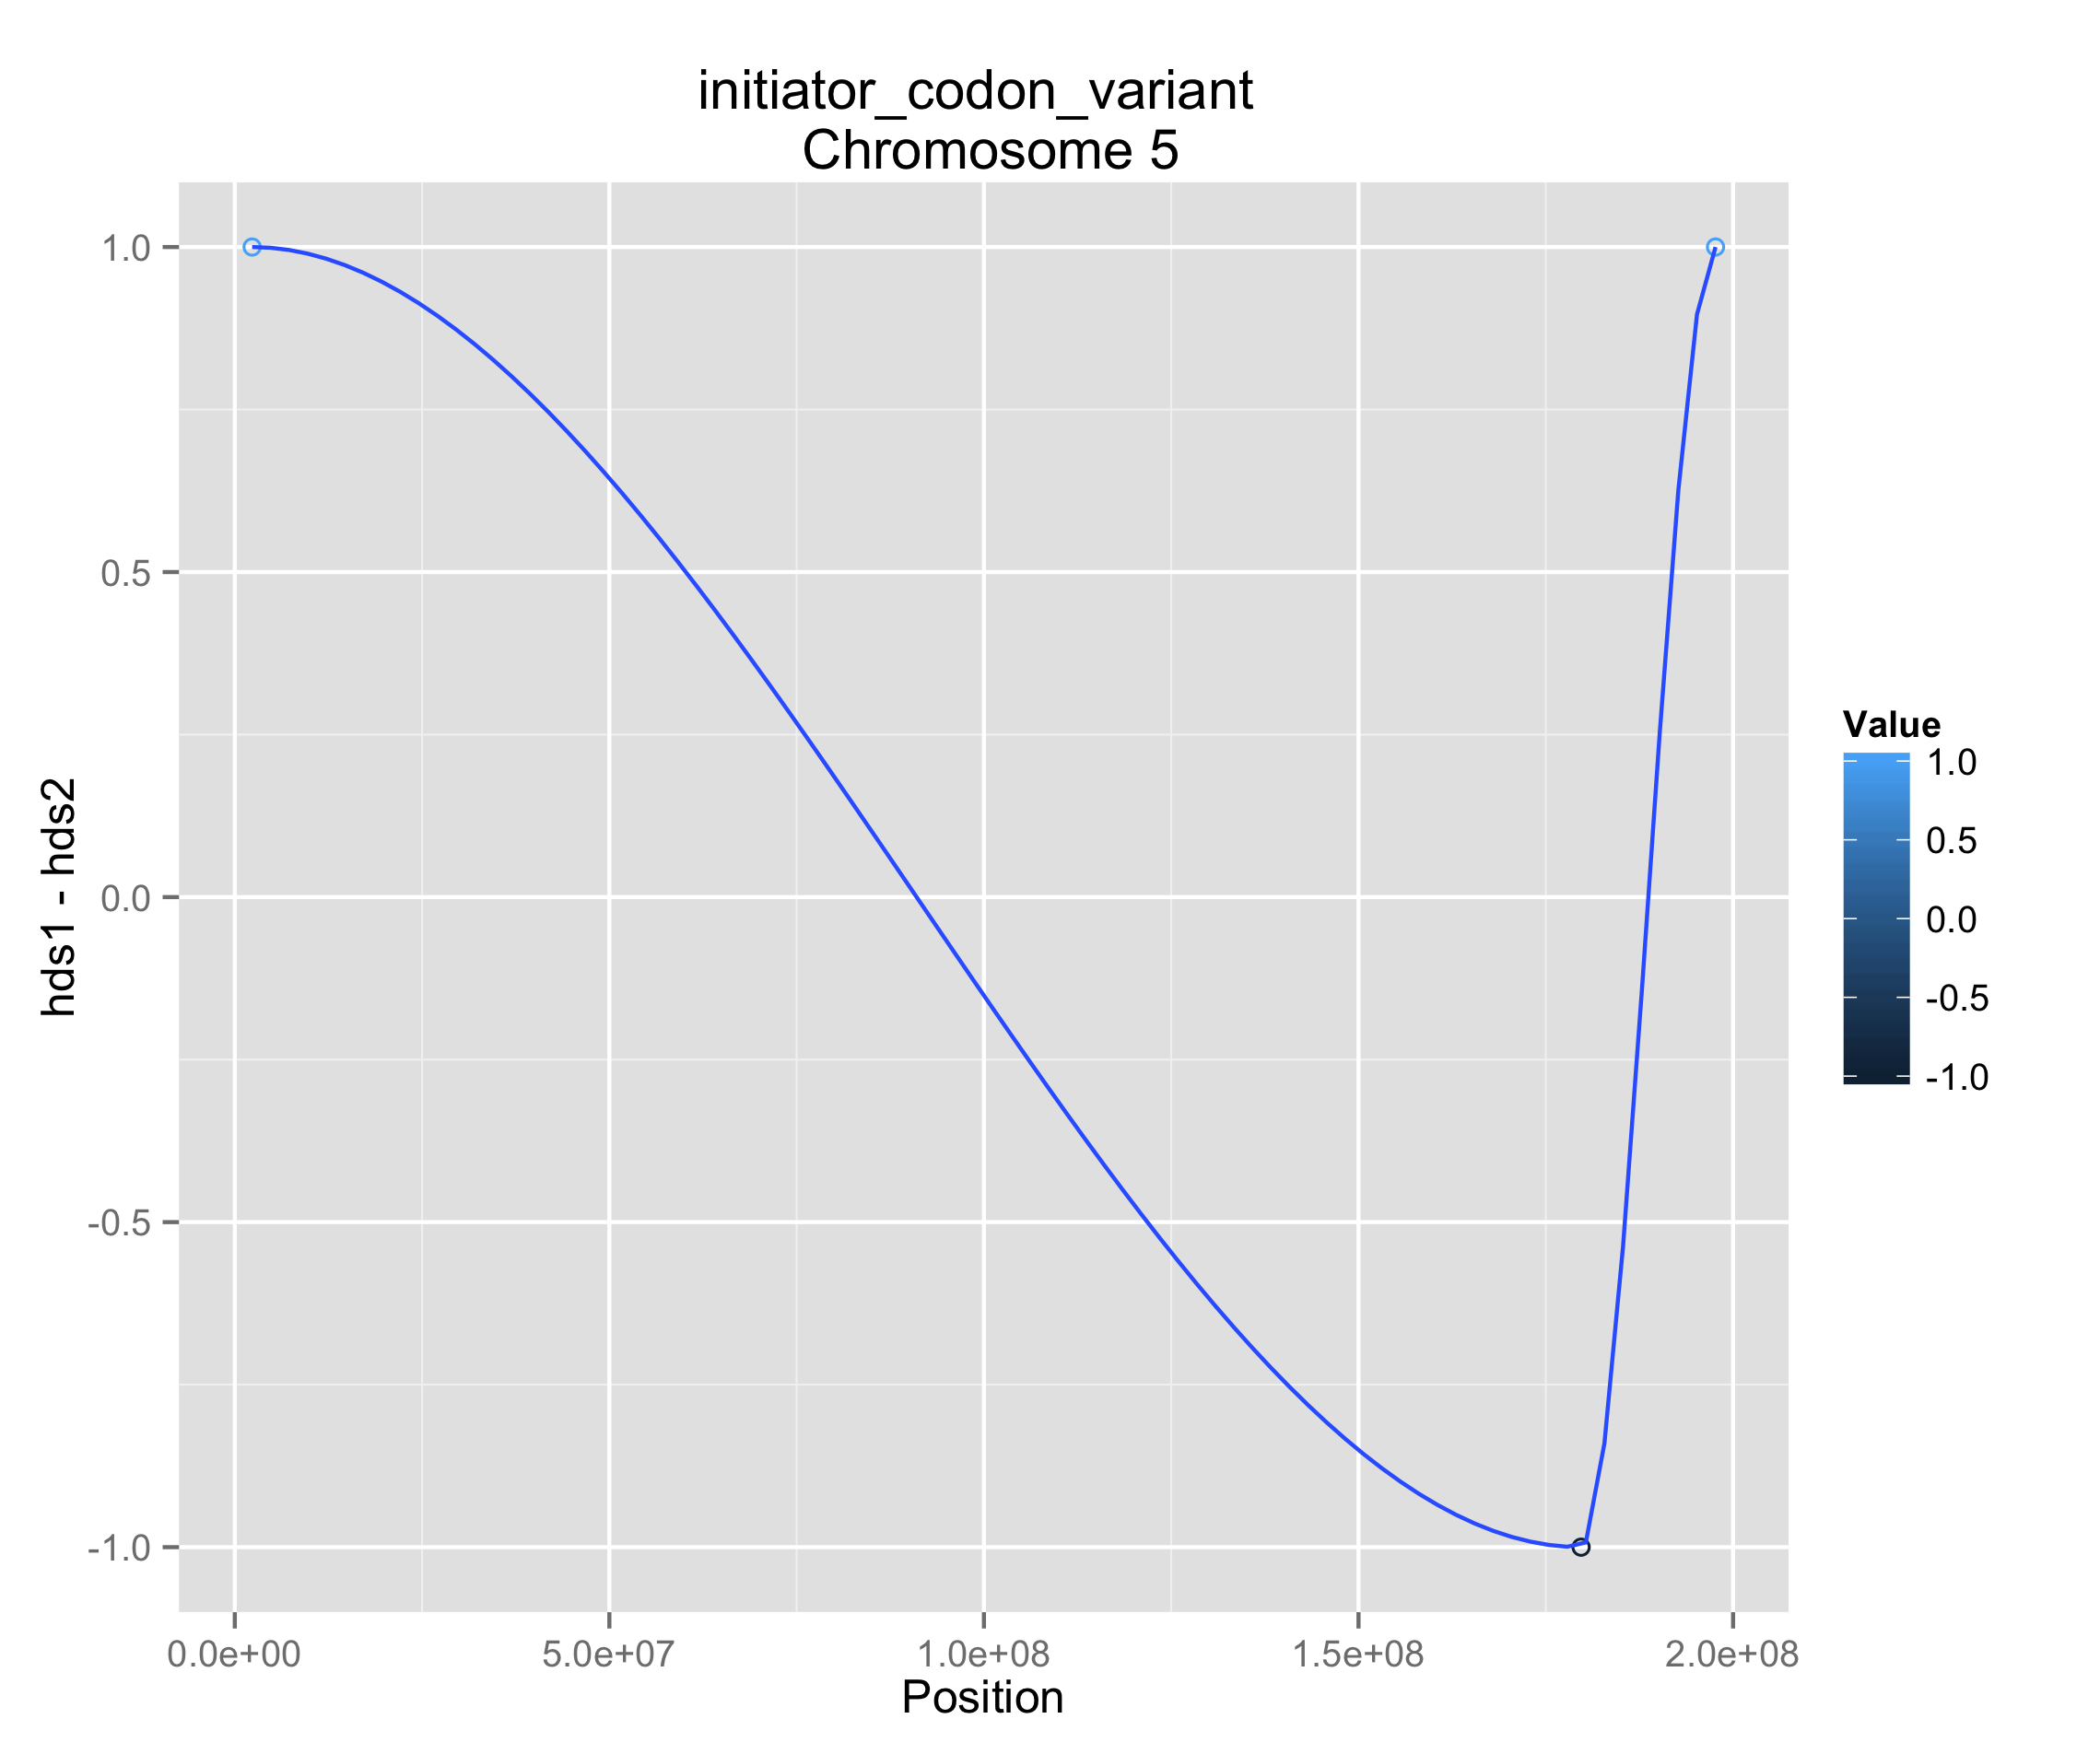 initiator_codon_variant
Chromosome 5
hds1 - hds2
1.0
0.5
0.0
-0.5
-1.0
0.0e+00
5.0e+07
1.0e+08
1.5e+08
2.0e+08
Position
Value
1.0
0.5
0.0
-0.5
-1.0